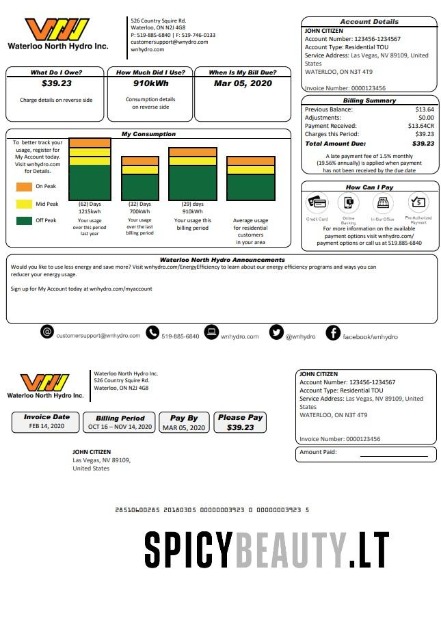 Waterloo North Hydro Inc.
526 Country Squire Rd.
Waterloo, ON N2J 4G8
P: 519-885-6840 | F: 519-746-0133
customersupport@wnhydro.com
wnhydro.com
Account Details
JOHN CITIZEN
Account Number: 123456-1234567
Account Type: Residential TOU
Service Address: Las Vegas, NV 89109, United
States
WATERLOO, ON N3T 4T9
Invoice Number: 0000123456
What Do I Owe?
$39.23
Charge details on reverse side
How Much Did I Use?
910kWh
Consumption details
on reverse side
When Is My Bill Due?
Mar 05, 2020
Billing Summary
Previous Balance: $13.64
Adjustments: $0.00
Payment Received: $13.64CR
Charges this Period: $39.23
Total Amount Due: $39.23
A late payment fee of 1.5% monthly
(19.56% annually) is applied when payment
has not been received by the due date
My Consumption
To better track your
usage, register for
My Account today.
Visit wnhydro.com
for Details.
On Peak
Mid Peak
Off Peak
(62) Days
1215kWh
Your usage
over this period
last year
(32) Days
700kWh
Your usage
over the last
billing period
(29) days
910KWh
Your usage this
billing period
Average usage
for residential
customers
in your area
How Can I Pay
Credit Card
Online
Banking
In Our Office
Pre-Authorized
Payment
For more information on the available
payment options visit wnhydro.com/
payment options or call us at 519.885.6840
Waterloo North Hydro Announcements
Would you like to use less energy and save more? Visit wnhydro.com/EnergyEfficiency to learn about our energy efficiency programs and ways you can
reduce your energy usage.
Sign up for My Account today at wnhydro.com/myaccount
customersupport@wnhydro.com
519-885-6840
wnhydro.com
@wnhydro
facebook/wnhydro
Waterloo North Hydro Inc.
Waterloo North Hydro Inc.
526 Country Squire Rd.
Waterloo, ON N2J 4G8
JOHN CITIZEN
Account Number: 123456-1234567
Account Type: Residential TOU
Service Address: Las Vegas, NV 89109, United
States
WATERLOO, ON N3T 4T9
Invoice Number: 0000123456
Invoice Date
FEB 14, 2020
Billing Period
OCT 16 – NOV 14, 2020
Pay By
MAR 05, 2020
Please Pay
$39.23
Amount Paid:
JOHN CITIZEN
Las Vegas, NV 89109,
United States
SPICYBEAUTY.LT